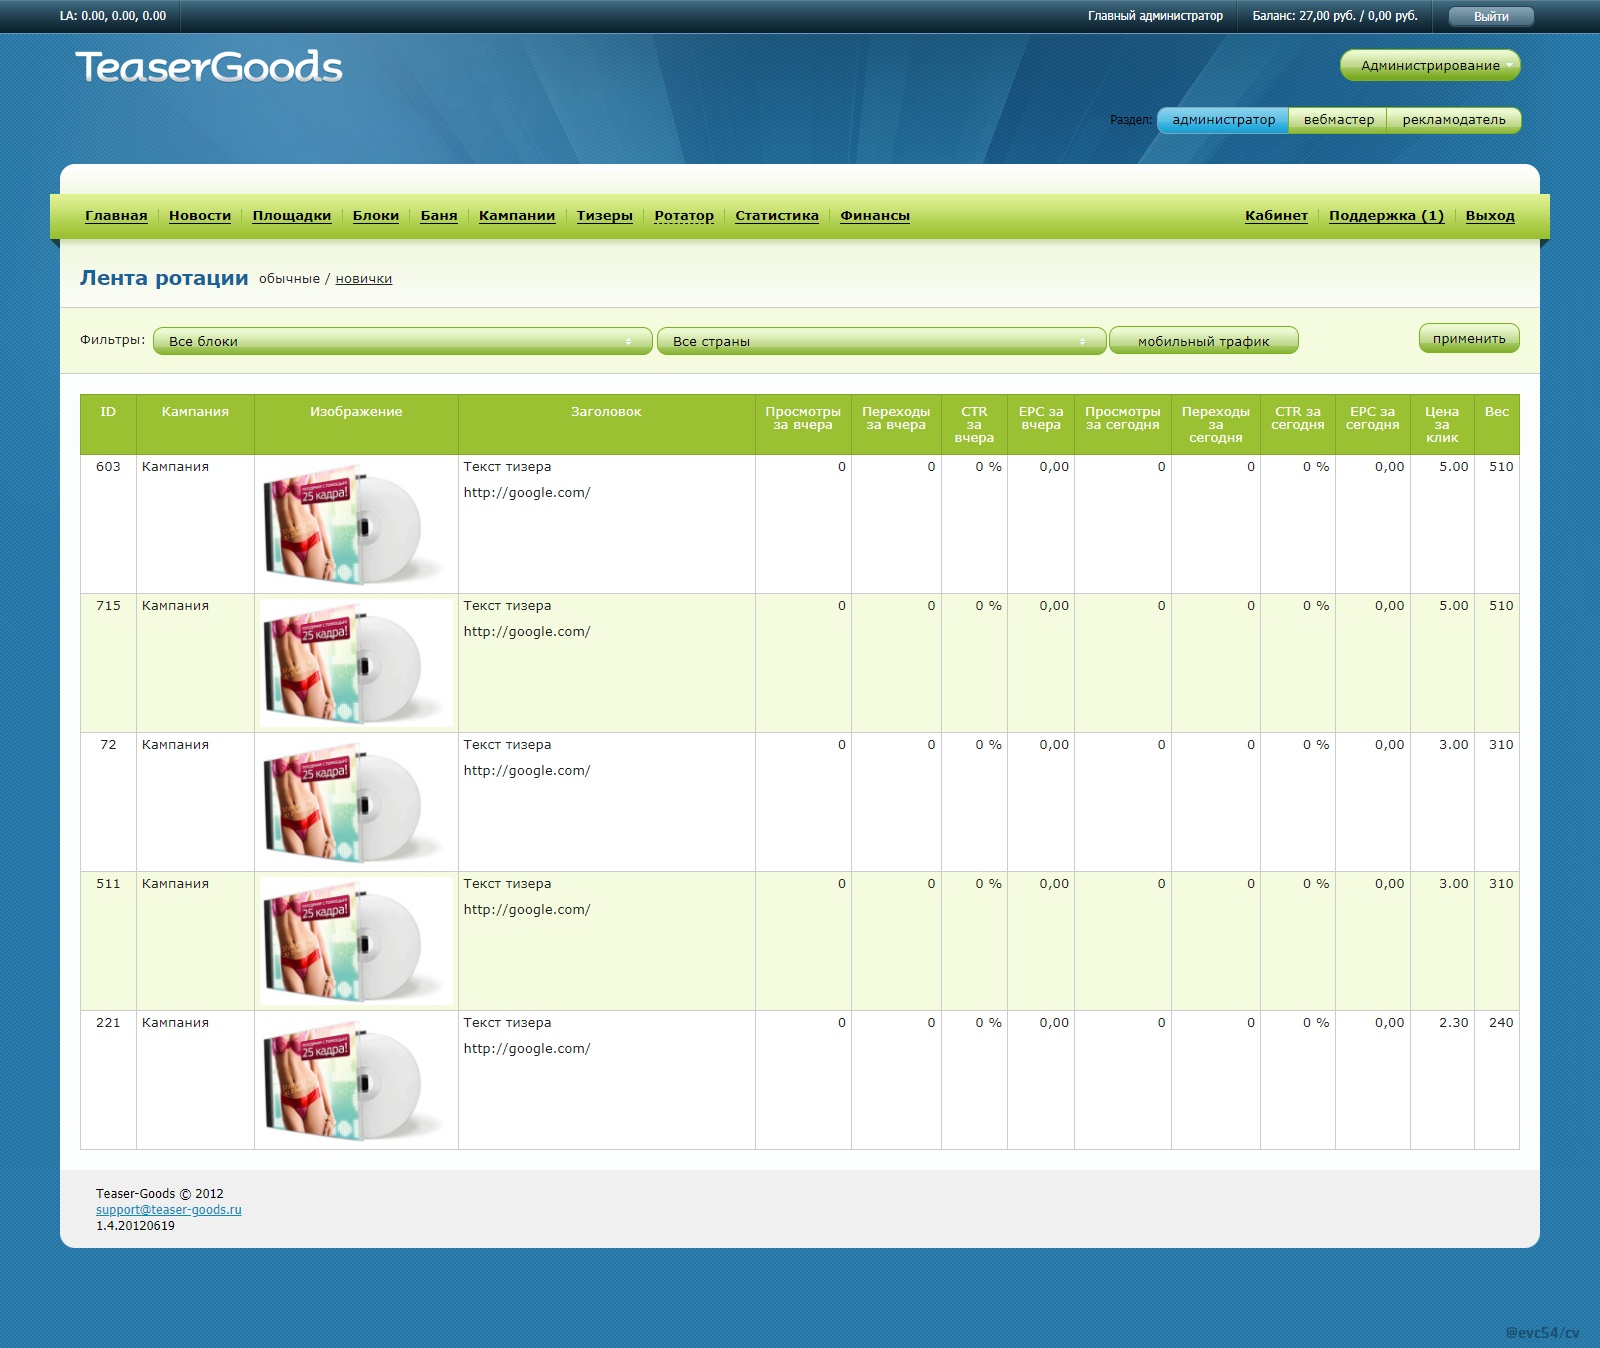 LA: 0.00, 0.00, 0.00
Главный администратор
Баланс: 27,00 руб. / 0,00 руб.
Выйти
TeaserGoods
Администрирование
Раздел: администратор вебмастер рекламодатель
Главная Новости Площадки Блоки Баня Кампании Тизеры Ротатор Статистика Финансы Кабинет Поддержка (1) Выход
Лента ротации обычные / новички
Фильтры: Все блоки Все страны мобильный трафик применить
ID Кампания Изображение Заголовок Просмотры за вчера Переходы за вчера CTR за вчера EPC за вчера Просмотры за сегодня Переходы за сегодня CTR за сегодня EPC за сегодня Цена за клик Вес
603 Кампания Текст тизера 0 0 0 % 0,00 0 0 0 % 0,00 5.00 510
http://google.com/
25 кадра!
715 Кампания Текст тизера 0 0 0 % 0,00 0 0 0 % 0,00 5.00 510
http://google.com/
25 кадра!
72 Кампания Текст тизера 0 0 0 % 0,00 0 0 0 % 0,00 3.00 310
http://google.com/
25 кадра!
511 Кампания Текст тизера 0 0 0 % 0,00 0 0 0 % 0,00 3.00 310
http://google.com/
25 кадра!
221 Кампания Текст тизера 0 0 0 % 0,00 0 0 0 % 0,00 2.30 240
http://google.com/
25 кадра!
Teaser-Goods © 2012
support@teaser-goods.ru
1.4.20120619
@evc54/cv